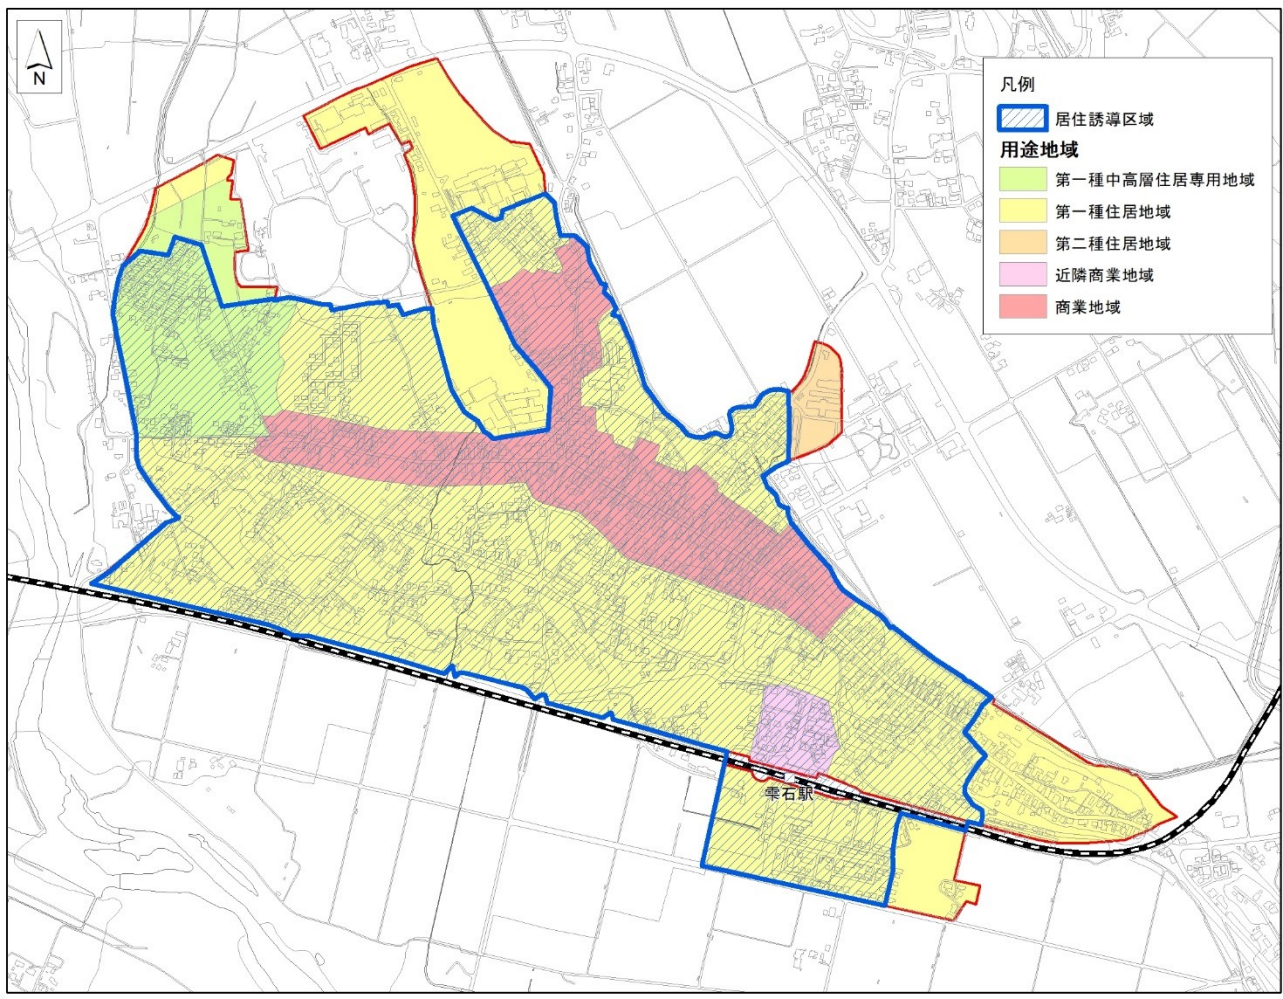 N
凡例
居住誘導区域
用途地域
第一種中高層住居専用地域
第一種住居地域
第二種住居地域
近隣商業地域
商業地域
雫石駅